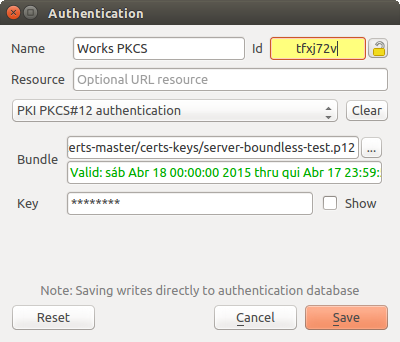 Authentication
Name Works PKCS Id tfxj72v
Resource Optional URL resource
PKI PKCS#12 authentication Clear
Bundle erts-master/certs-keys/server-boundless-test.p12 ...
Valid: sáb Abr 18 00:00:00 2015 thru qui Abr 17 23:59:
Key ******** Show
Note: Saving writes directly to authentication database
Reset Cancel Save